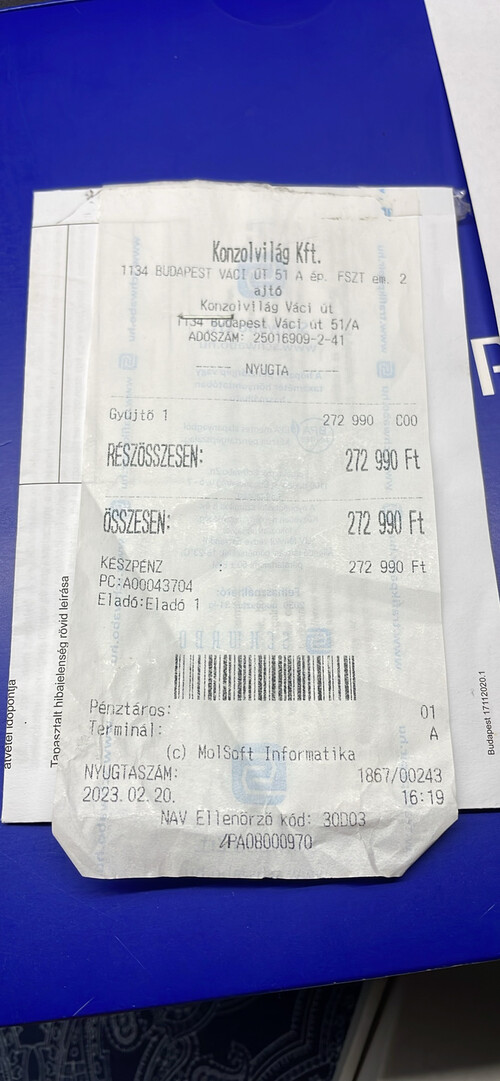 Konzolvilág Kft.
1134 BUDAPEST VÁCI ÚT 51 A ép. FSZT em. 2
ajtó
Konzolvilág Váci út
1134 Budapest Váci út 51/A
ADÓSZÁM: 25016909-2-41
----- NYUGTA -----
Gyűjtő 1 272 990 C00
RÉSZÖSSZESEN: 272 990 Ft
ÖSSZESEN: 272 990 Ft
KÉSZPÉNZ : 272 990 Ft
PC:A00043704
Eladó:Eladó 1
Pénztáros: 01
Terminál: A
(c) MolSoft Informatika
NYUGTASZÁM: 1867/00243
2023.02.20. 16:19
NAV Ellenőrző kód: 30D03
/PA08000970
Tapasztalt hibajelenség rövid leírása
átvétel időpontja
Budapest 17112020.1